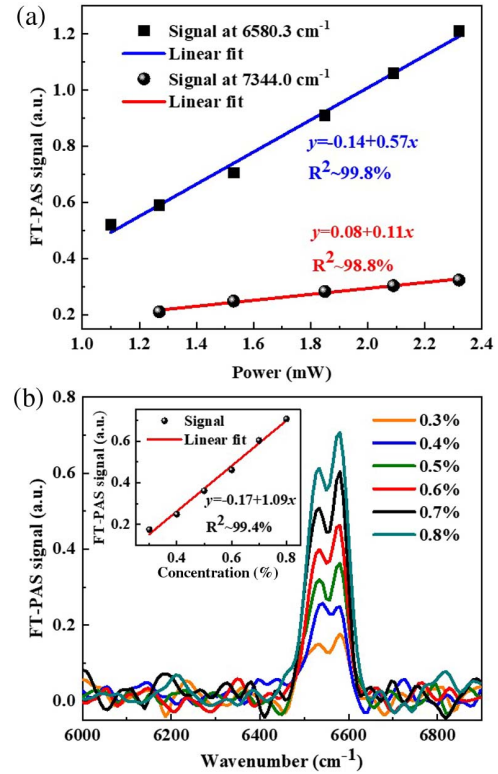 (a)
Signal at 6580.3 cm⁻¹
Linear fit
Signal at 7344.0 cm⁻¹
Linear fit
y=-0.14+0.57x
R²~99.8%
y=0.08+0.11x
R²~98.8%
FT-PAS signal (a.u.)
1.2
1.0
0.8
0.6
0.4
0.2
1.0 1.2 1.4 1.6 1.8 2.0 2.2 2.4
Power (mW)
(b)
FT-PAS signal (a.u.)
0.8
0.6
0.4
0.2
0.0
Signal
Linear fit
y=-0.17+1.09x
R²~99.4%
FT-PAS signal (a.u.)
0.6
0.4
0.2
0.4 0.6 0.8
Concentration (%)
0.3%
0.4%
0.5%
0.6%
0.7%
0.8%
6000 6200 6400 6600 6800
Wavenumber (cm⁻¹)